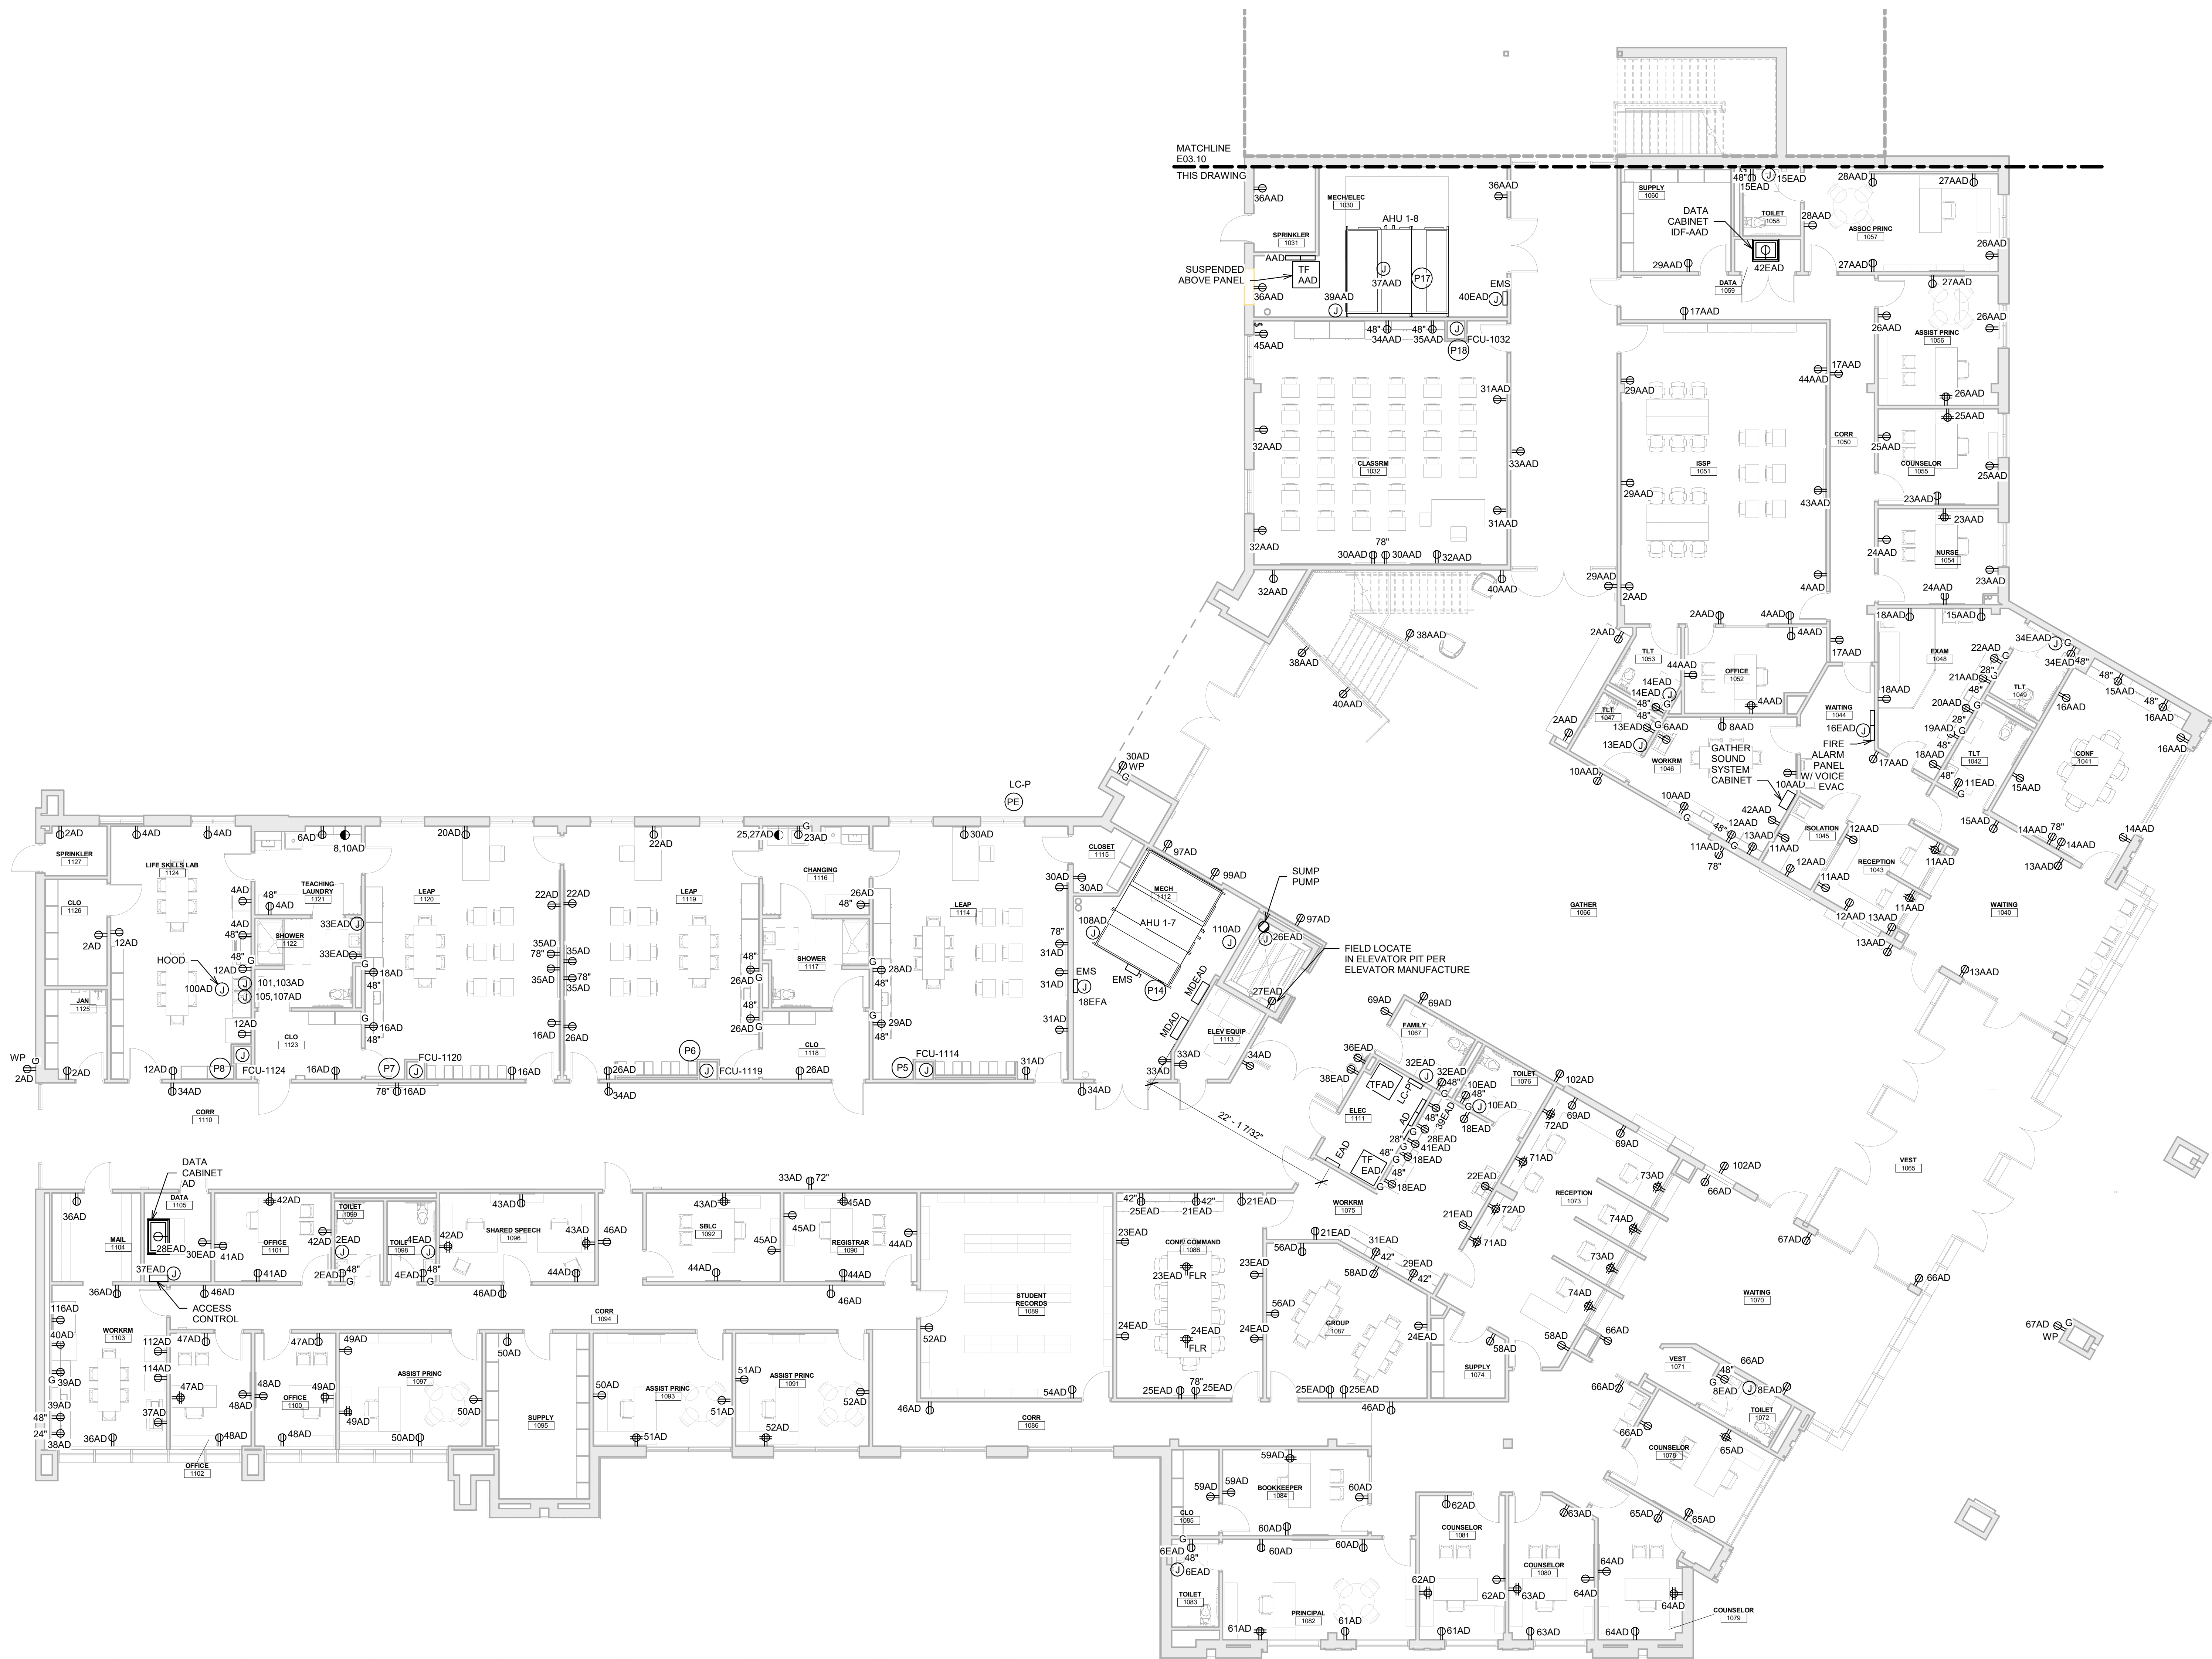 MATCHLINE
E03.10
THIS DRAWING
36AAD
SPRINKLER
1031
MECH/ELEC
1030
AHU 1-8
36AAD
AAD
TF
AAD
SUSPENDED
ABOVE PANEL
36AAD
J
37AAD
P17
39AAD
J
EMS
40EAD J
45AAD
48"
34AAD
48"
35AAD
J
FCU-1032
P18
31AAD
32AAD
CLASSRM
1032
33AAD
32AAD
31AAD
78"
30AAD
30AAD
32AAD
32AAD
40AAD
38AAD
38AAD
40AAD
SUPPLY
1060
48"
15EAD
J
15EAD
TOILET
1058
28AAD
27AAD
DATA
CABINET
IDF-AAD
28AAD
ASSOC PRINC
1057
26AAD
29AAD
42EAD
27AAD
DATA
1059
27AAD
17AAD
26AAD
26AAD
ASSIST PRINC
1056
29AAD
17AAD
44AAD
26AAD
25AAD
CORR
1050
25AAD
COUNSELOR
1055
25AAD
ISSP
1051
29AAD
43AAD
23AAD
23AAD
24AAD
NURSE
1054
23AAD
29AAD
2AAD
4AAD
24AAD
2AAD
4AAD
18AAD
15AAD
2AAD
4AAD
17AAD
TLT
1053
44AAD
OFFICE
1052
EXAM
1048
34EAAD
J
G
34EAD
48"
22AAD
G
28"
G
21AAD
48"
TLT
1049
48"
15AAD
48"
16AAD
14EAD
14EAD J
48"
G
4AAD
18AAD
20AAD
16AAD
TLT
1047
48"
G
13EAD
6AAD
8AAD
WAITING
1044
16EAD J
19AAD
28"
G
48"
16AAD
2AAD
13EAD J
GATHER
SOUND
SYSTEM
CABINET
FIRE
ALARM
PANEL
W/ VOICE
EVAC
17AAD
18AAD
TLT
1042
CONF
1041
10AAD
WORKRM
1046
10AAD
48"
11EAD
G
15AAD
10AAD
G
42AAD
12AAD
48"
G
13AAD
11AAD
78"
11AAD
ISOLATION
1045
12AAD
15AAD
14AAD
78"
14AAD
14AAD
13AAD
12AAD
RECEPTION
1043
11AAD
11AAD
11AAD
12AAD
13AAD
13AAD
WAITING
1040
GATHER
1066
13AAD
30AD
WP
G
LC-P
PE
2AD
4AD
4AD
6AD
8,10AD
20AD
22AD
25,27AD
G
23AD
30AD
CLOSET
1115
97AD
SPRINKLER
1127
LIFE SKILLS LAB
1124
TEACHING
LAUNDRY
1121
LEAP
1120
LEAP
1119
CHANGING
1116
LEAP
1114
MECH
1112
99AD
SUMP
PUMP
4AD
48"
4AD
22AD
22AD
26AD
48"
30AD
30AD
CLO
1126
2AD
12AD
4AD
48"
SHOWER
1122
33EAD J
33EAD
AHU 1-7
108AD
J
110AD
J
97AD
J 26EAD
FIELD LOCATE
IN ELEVATOR PIT PER
ELEVATOR MANUFACTURE
35AD
78"
35AD
35AD
78"
35AD
78"
31AD
HOOD
100AD J
48"
G
12AD
J
J
101,103AD
105,107AD
G
18AD
48"
48"
G
26AD
SHOWER
1117
G
28AD
48"
31AD
EMS
J
18EFA
EMS
P14
MDEAD
27EAD
JAN
1125
12AD
G
16AD
48"
16AD
26AD
48"
G
26AD
G
29AD
48"
31AD
MDAD
ELEV EQUIP
1113
CLO
1123
CLO
1118
WP
G
2AD
2AD
12AD
P8
J
FCU-1124
16AD
P7
FCU-1120
J
16AD
26AD
P6
J
FCU-1119
26AD
P5
FCU-1114
J
31AD
33AD
33AD
34AD
34AD
78"
16AD
34AD
34AD
CORR
1110
22' - 1 7/32"
69AD
69AD
FAMILY
1067
36EAD
38EAD
32EAD
J
32EAD
48"
G
TFAD
LC-P
AD
ELEC
1111
10EAD
48"
G
J 10EAD
TOILET
1076
102AD
39EAD
48"
G
18EAD
28EAD
28"
G
41EAD
EAD
TF
EAD
48"
G
18EAD
48"
G
18EAD
69AD
72AD
69AD
71AD
22EAD
73AD
102AD
66AD
RECEPTION
1073
72AD
21EAD
71AD
74AD
VEST
1065
DATA
CABINET
AD
36AD
DATA
1105
42AD
TOILET
1099
TOILET
1098
43AD
33AD
72"
43AD
45AD
42"
25EAD
42"
21EAD
21EAD
WORKRM
1075
MAIL
1104
28EAD
30EAD
41AD
OFFICE
1101
42AD
2EAD
J
4EAD
J
42AD
SHARED SPEECH
1096
43AD
46AD
SBLC
1092
45AD
45AD
REGISTRAR
1090
44AD
23EAD
CONF/ COMMAND
1088
21EAD
56AD
31EAD
42"
67AD
73AD
37EAD
J
41AD
2EAD
48"
G
4EAD
48"
G
44AD
44AD
44AD
23EAD
FLR
23EAD
58AD
29EAD
42"
74AD
66AD
36AD
46AD
46AD
46AD
ACCESS
CONTROL
CORR
1094
STUDENT
RECORDS
1089
WAITING
1070
116AD
40AD
WORKRM
1103
112AD
47AD
47AD
49AD
50AD
52AD
24EAD
24EAD
FLR
24EAD
56AD
GROUP
1087
24EAD
58AD
58AD
66AD
67AD
G
WP
114AD
G
39AD
ASSIST PRINC
1097
ASSIST PRINC
1093
51AD
ASSIST PRINC
1091
SUPPLY
1074
VEST
1071
66AD
39AD
47AD
48AD
48AD
OFFICE
1100
49AD
49AD
50AD
50AD
51AD
52AD
54AD
25EAD
78"
25EAD
25EAD
25EAD
66AD
48"
G
8EAD
J
8EAD
48"
24"
38AD
37AD
36AD
48AD
48AD
50AD
SUPPLY
1095
51AD
52AD
46AD
CORR
1086
46AD
66AD
TOILET
1072
OFFICE
1102
65AD
COUNSELOR
1078
59AD
59AD
59AD
BOOKKEEPER
1084
60AD
CLO
1085
60AD
62AD
63AD
65AD
65AD
COUNSELOR
1081
G
6EAD
48"
J 6EAD
60AD
60AD
COUNSELOR
1080
64AD
TOILET
1083
62AD
62AD
63AD
64AD
64AD
PRINCIPAL
1082
61AD
61AD
61AD
63AD
64AD
COUNSELOR
1079